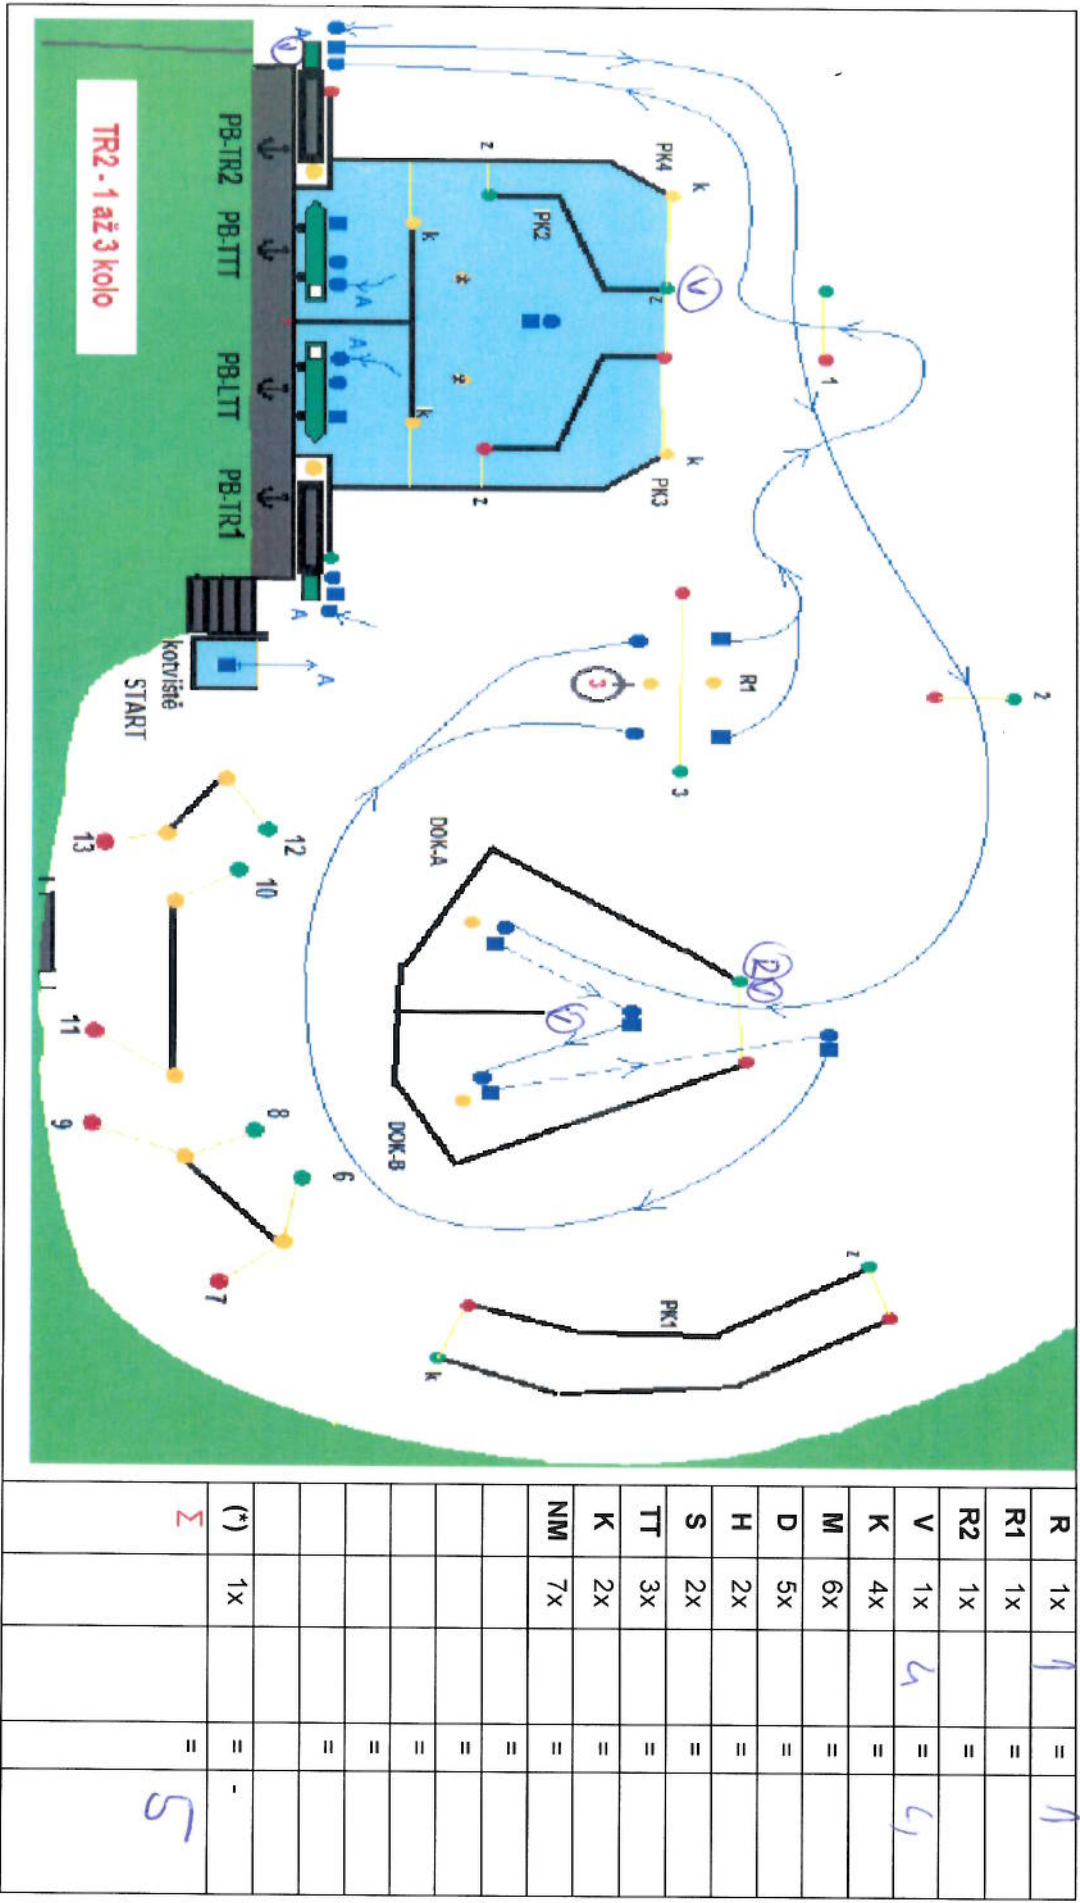 TR2 - 1 až 3 kolo
PB-TR2
PB-TTT
PB-LTT
PB-TR1
A
V
A
A
A
kotviště
START
A
z
PK2
PK4
k
k
z
V
k
z
k
PK3
1
2
R1
3
3
DOK-A
DOK-B
R V
V
12
13
10
11
8
9
6
7
PK1
z
k
R 1x 1 = 1
R1 1x =
R2 1x =
V 1x 4 = 4
K 4x =
M 6x =
D 5x =
H 2x =
S 2x =
TT 3x =
K 2x =
NM 7x =
=
=
=
=
=
(*) 1x = -
Σ = 5